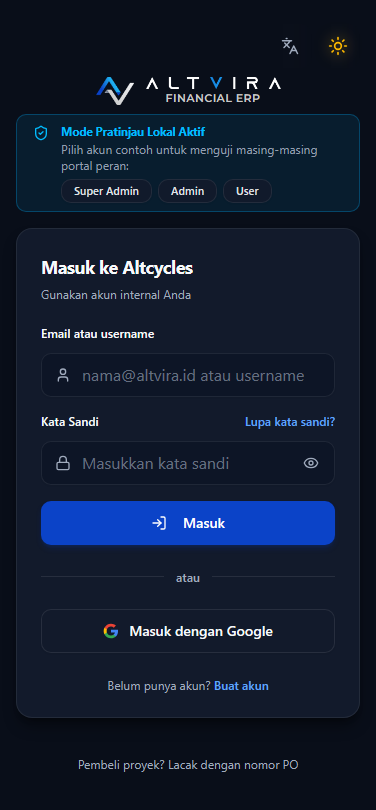 ALTVIRA
FINANCIAL ERP
Mode Pratinjau Lokal Aktif
Pilih akun contoh untuk menguji masing-masing
portal peran:
Super Admin Admin User
Masuk ke Altcycles
Gunakan akun internal Anda
Email atau username
nama@altvira.id atau username
Kata Sandi Lupa kata sandi?
Masukkan kata sandi
Masuk
atau
Masuk dengan Google
Belum punya akun? Buat akun
Pembeli proyek? Lacak dengan nomor PO